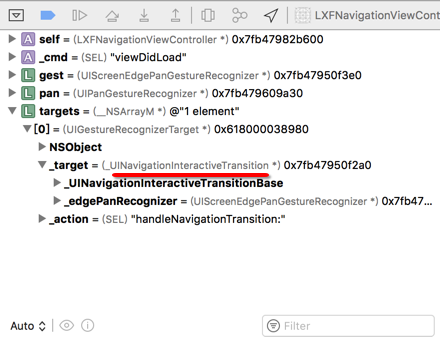 LXFNavigationViewController
A self = (LXFNavigationViewController *) 0x7fb47982b600
A _cmd = (SEL) "viewDidLoad"
L gest = (UIScreenEdgePanGestureRecognizer *) 0x7fb47950f3e0
L pan = (UIPanGestureRecognizer *) 0x7fb479609a30
L targets = (__NSArrayM *) @"1 element"
[0] = (UIGestureRecognizerTarget *) 0x618000038980
NSObject
_target = (_UINavigationInteractiveTransition *) 0x7fb47950f2a0
_UINavigationInteractiveTransitionBase
_edgePanRecognizer = (UIScreenEdgePanGestureRecognizer *) 0x7fb47...
_action = (SEL) "handleNavigationTransition:"
Auto Filter